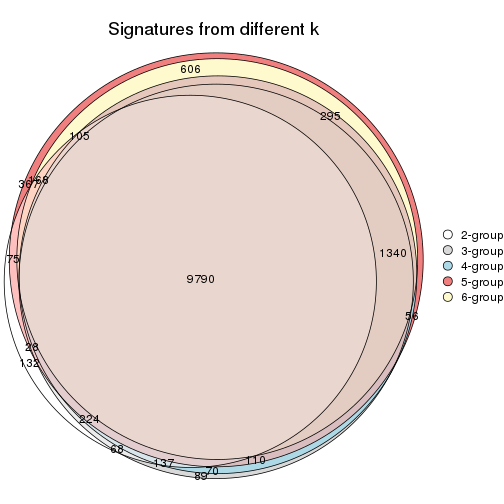 Signatures from different k
606
295
105
168
367
1340
75
9790
56
28
132
224
68
137
110
70
89
2-group
3-group
4-group
5-group
6-group